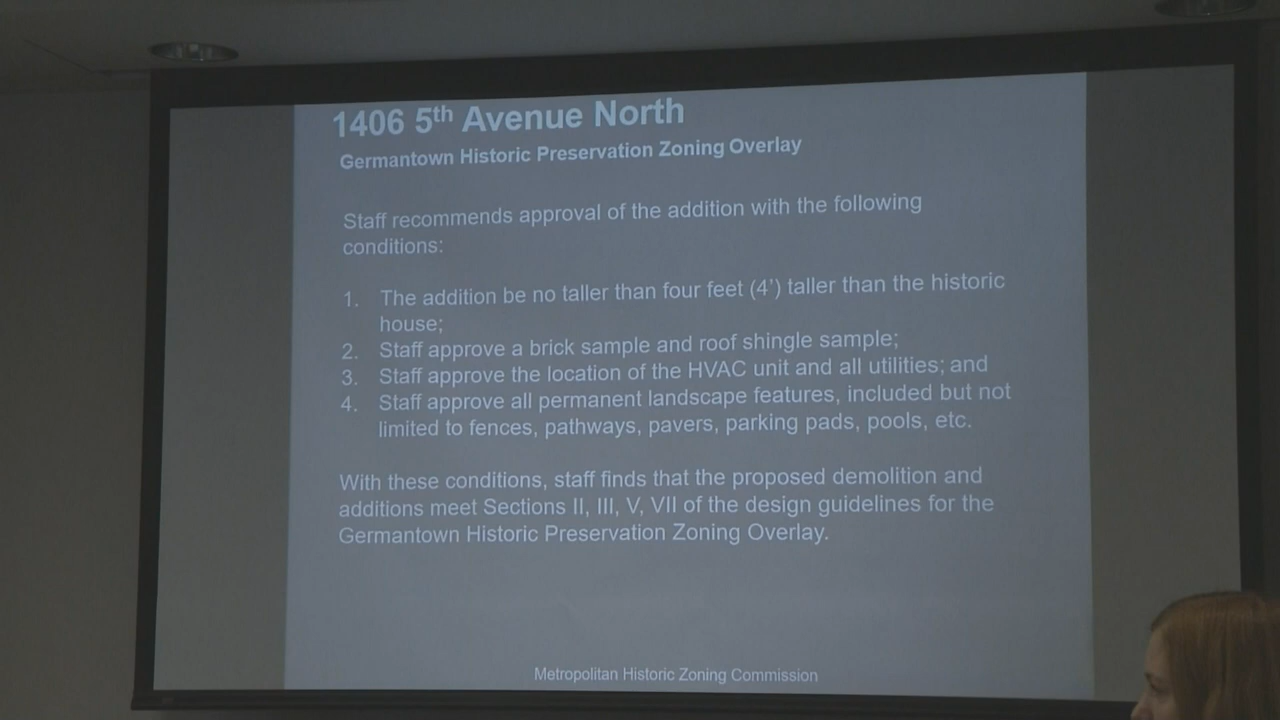 1406 5th Avenue North
Germantown Historic Preservation Zoning Overlay
Staff recommends approval of the addition with the following
conditions:
1. The addition be no taller than four feet (4') taller than the historic
house;
2. Staff approve a brick sample and roof shingle sample;
3. Staff approve the location of the HVAC unit and all utilities; and
4. Staff approve all permanent landscape features, included but not
limited to fences, pathways, pavers, parking pads, pools, etc.
With these conditions, staff finds that the proposed demolition and
additions meet Sections II, III, V, VII of the design guidelines for the
Germantown Historic Preservation Zoning Overlay.
Metropolitan Historic Zoning Commission